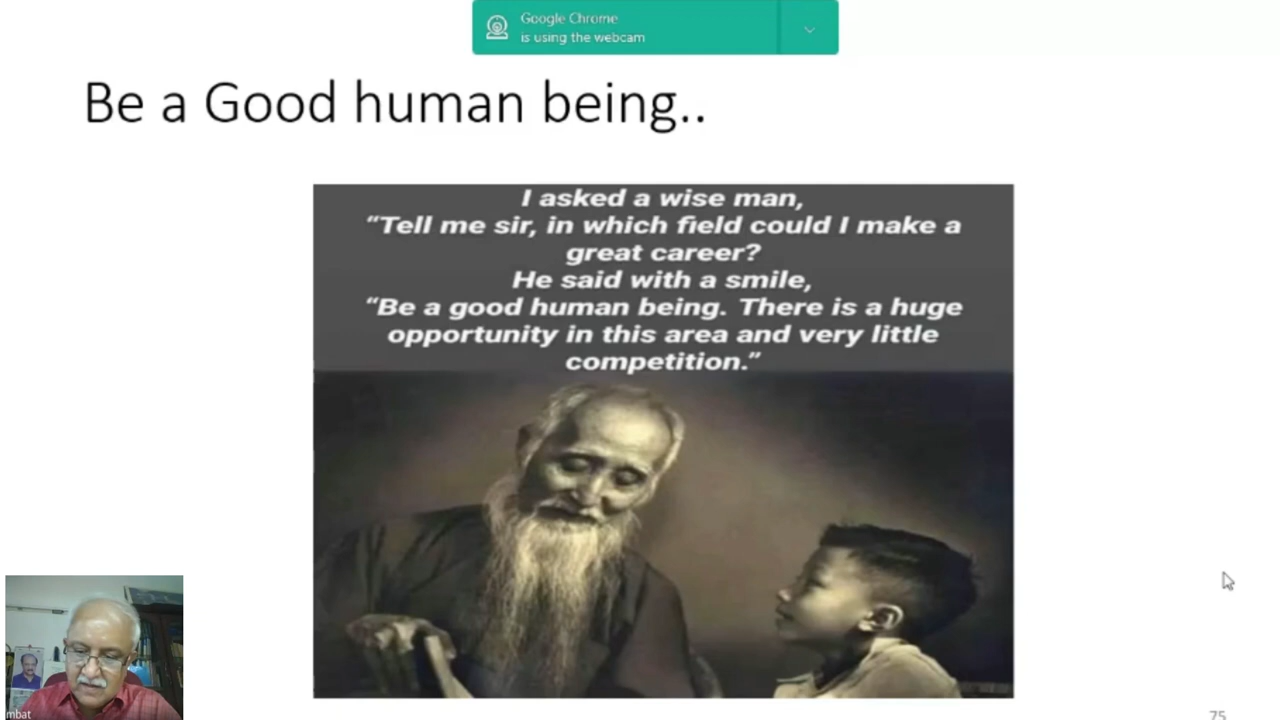 Google Chrome
is using the webcam
Be a Good human being..
I asked a wise man,
“Tell me sir, in which field could I make a
great career?
He said with a smile,
“Be a good human being. There is a huge
opportunity in this area and very little
competition.”
mbat
75